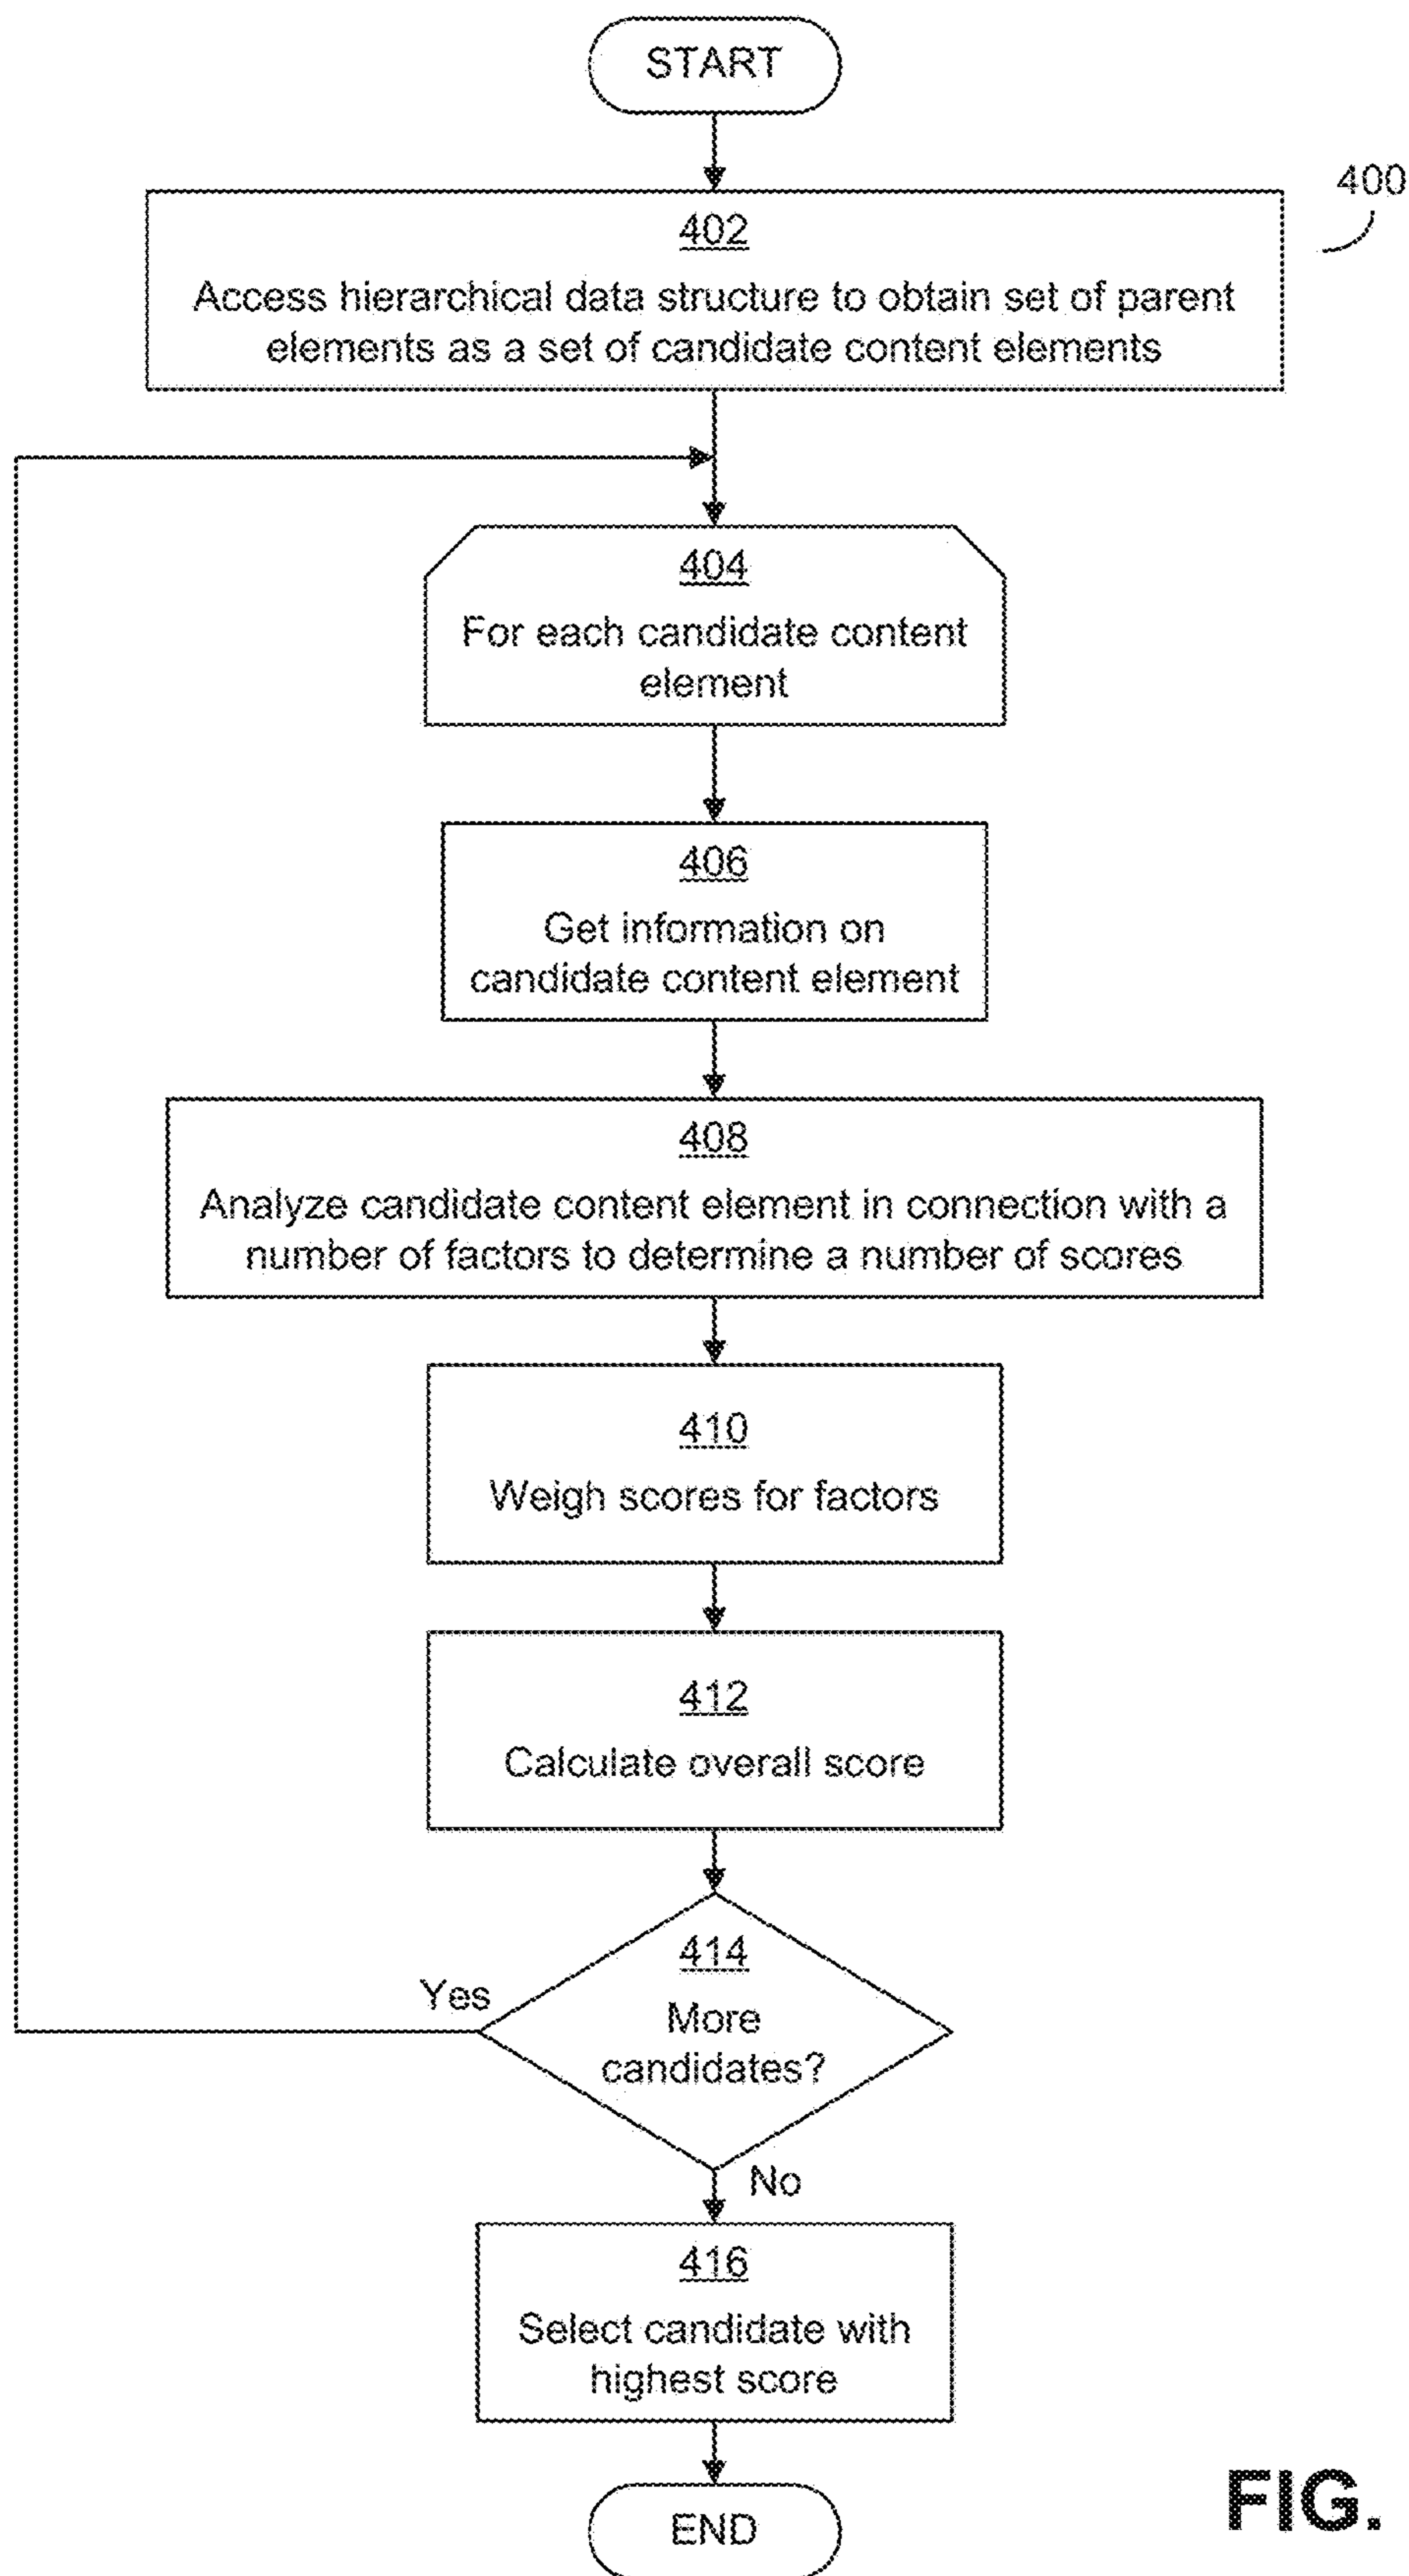 START
400
402
Access hierarchical data structure to obtain set of parent
elements as a set of candidate content elements
404
For each candidate content
element
406
Get information on
candidate content element
408
Analyze candidate content element in connection with a
number of factors to determine a number of scores
410
Weigh scores for factors
412
Calculate overall score
414
More
candidates?
Yes
No
416
Select candidate with
highest score
END
FIG.